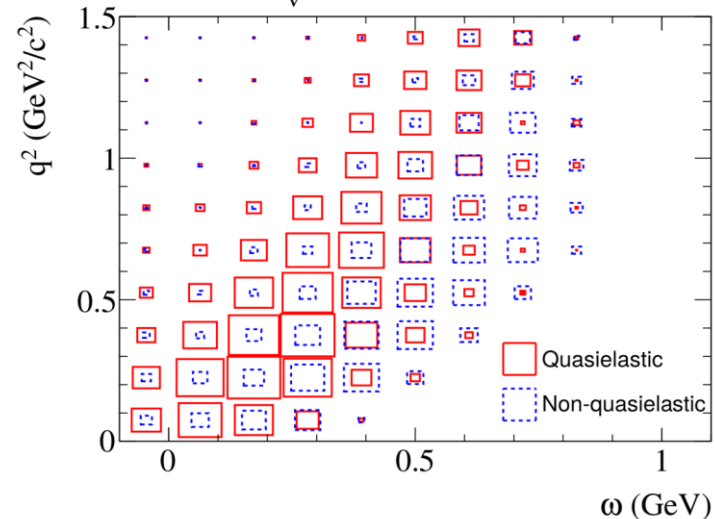 √
1.5
1
0.5
0
q² (GeV²/c²)
0
0.5
1
ω (GeV)
Quasielastic
Non-quasielastic